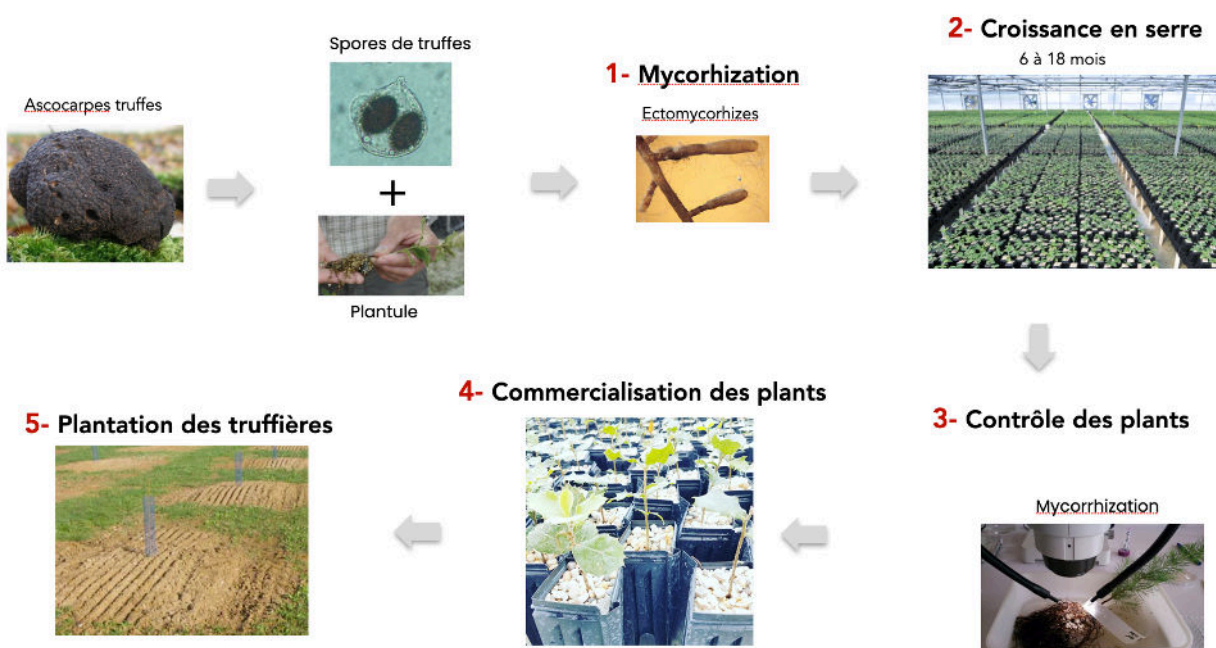 Ascocarpes truffes
Spores de truffes
+
Plantule
1- Mycorhization
Ectomycorhizes
2- Croissance en serre
6 à 18 mois
3- Contrôle des plants
Mycorrhization
4- Commercialisation des plants
5- Plantation des truffières